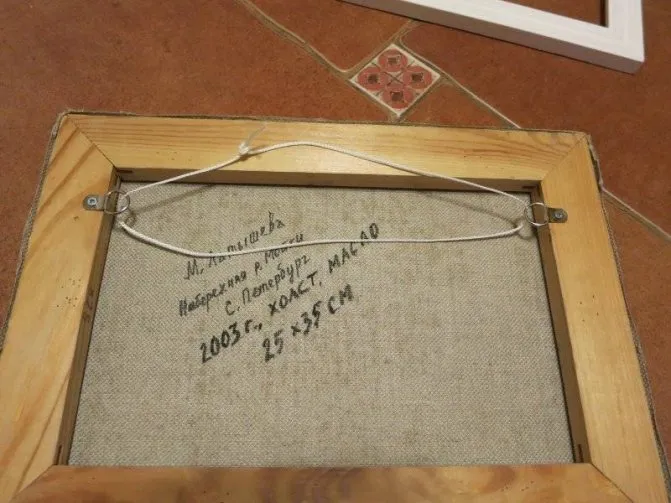 М. Латышева
Набережная р. Мойки
С. Петербург
2003 г., ХОЛСТ, МАСЛО
25 х 35 СМ